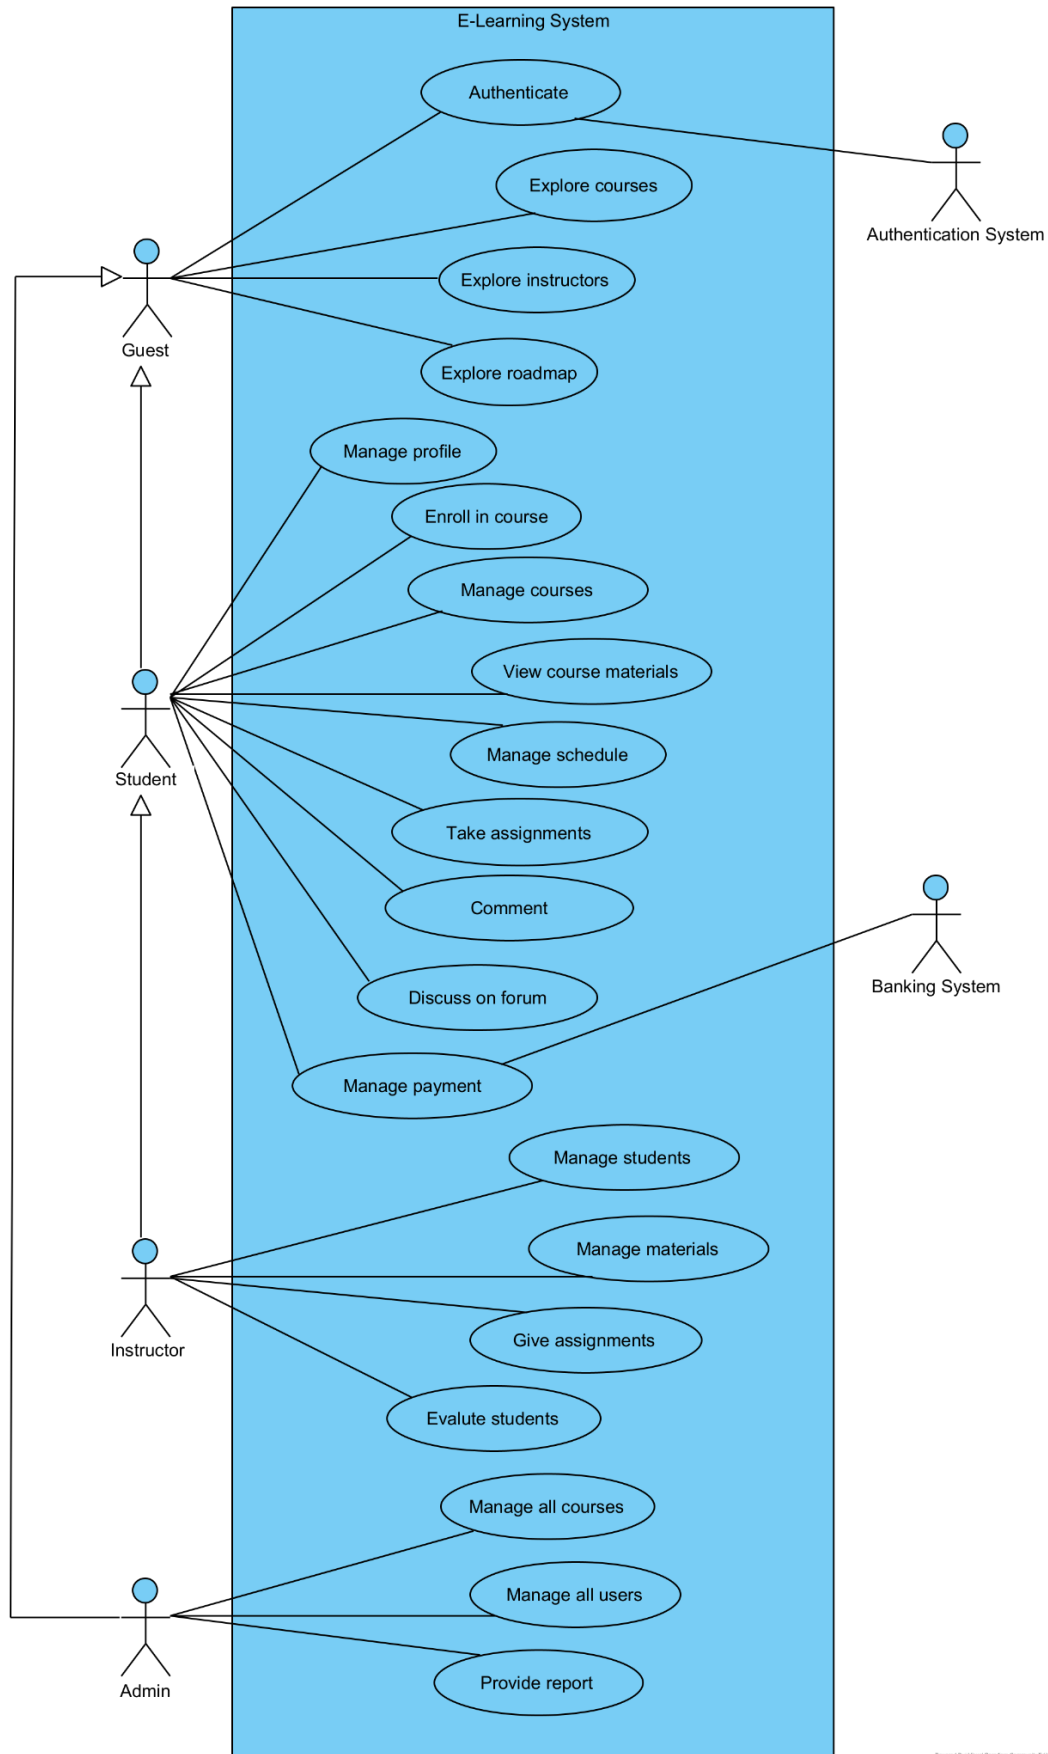 E-Learning System
Authenticate
Explore courses
Authentication System
Explore instructors
Guest
Explore roadmap
Manage profile
Enroll in course
Manage courses
View course materials
Manage schedule
Student
Take assignments
Comment
Banking System
Discuss on forum
Manage payment
Manage students
Manage materials
Give assignments
Instructor
Evalute students
Manage all courses
Manage all users
Provide report
Admin